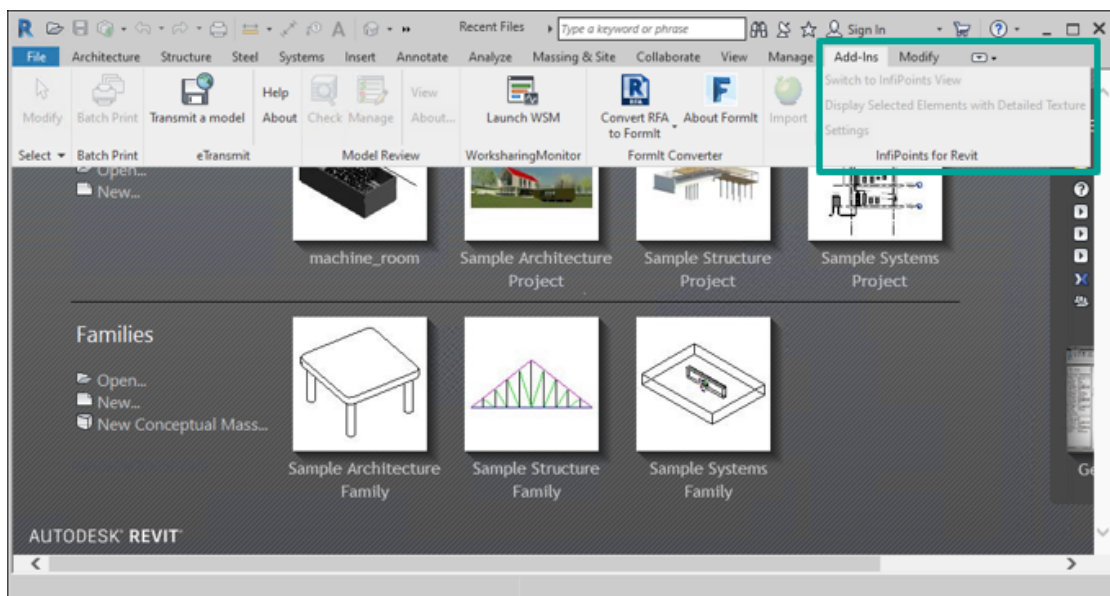 Recent Files Type a keyword or phrase Sign In
File Architecture Structure Steel Systems Insert Annotate Analyze Massing & Site Collaborate View Manage Add-Ins Modify
Modify Batch Print Transmit a model Help About Check Manage View About... Launch WSM Convert RFA to FormIt About FormIt Import
Switch to InfiPoints View
Display Selected Elements with Detailed Texture
Settings
Select Batch Print eTransmit Model Review WorksharingMonitor FormIt Converter InfiPoints for Revit
Open...
New...
machine_room Sample Architecture Project Sample Structure Project Sample Systems Project
Families
Open...
New...
New Conceptual Mass...
Sample Architecture Family Sample Structure Family Sample Systems Family
Ge
AUTODESK® REVIT®